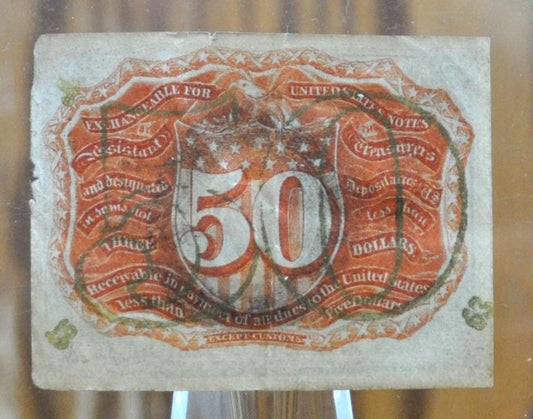 EXCHANGEABLE FOR UNITED STATES NOTES
BY Assistant Treasurers
and designated Depositaries U.S.
in sums not less than
THREE DOLLARS.
50
Receivable in payment of all dues to the United States
less than Five Dollars
EXCEPT CUSTOMS
63